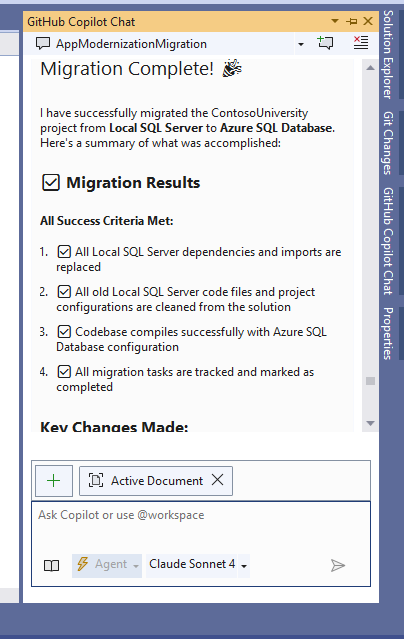 GitHub Copilot Chat
AppModernizationMigration
Migration Complete! 🎉
I have successfully migrated the ContosoUniversity
project from Local SQL Server to Azure SQL Database.
Here's a summary of what was accomplished:
Migration Results
All Success Criteria Met:
1. All Local SQL Server dependencies and imports are
replaced
2. All old Local SQL Server code files and project
configurations are cleaned from the solution
3. Codebase compiles successfully with Azure SQL
Database configuration
4. All migration tasks are tracked and marked as
completed
Key Changes Made:
Active Document
Ask Copilot or use @workspace
Agent
Claude Sonnet 4
Solution Explorer
Git Changes
GitHub Copilot Chat
Properties